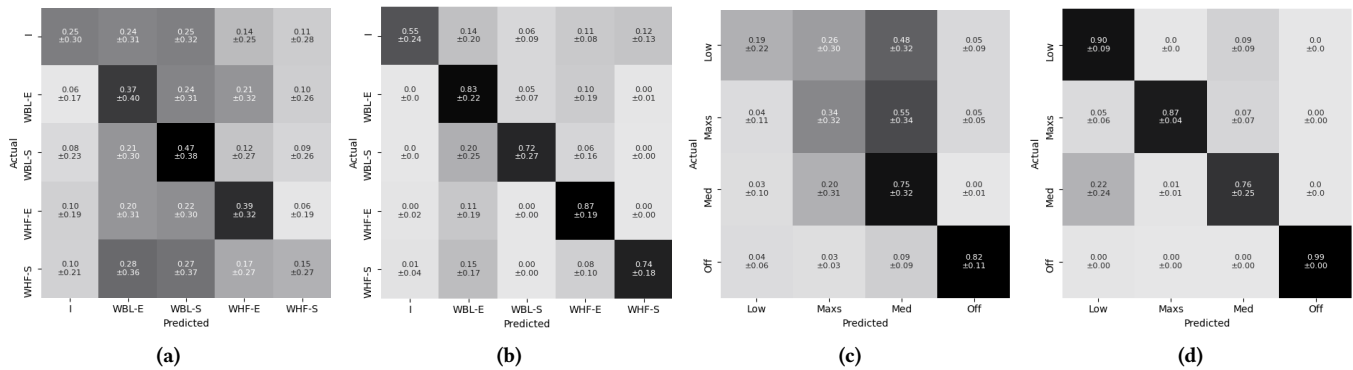 I
0.25 ±0.30 0.24 ±0.31 0.25 ±0.32 0.14 ±0.25 0.11 ±0.28
WBL-E
0.06 ±0.17 0.37 ±0.40 0.24 ±0.31 0.21 ±0.32 0.10 ±0.26
WBL-S
0.08 ±0.23 0.21 ±0.30 0.47 ±0.38 0.12 ±0.27 0.09 ±0.26
WHF-E
0.10 ±0.19 0.20 ±0.31 0.22 ±0.30 0.39 ±0.32 0.06 ±0.19
WHF-S
0.10 ±0.21 0.28 ±0.36 0.27 ±0.37 0.17 ±0.27 0.15 ±0.27
Actual
I WBL-E WBL-S WHF-E WHF-S
Predicted
(a)
I
0.55 ±0.24 0.14 ±0.20 0.06 ±0.09 0.11 ±0.08 0.12 ±0.13
WBL-E
0.0 ±0.0 0.83 ±0.22 0.05 ±0.07 0.10 ±0.19 0.00 ±0.01
WBL-S
0.0 ±0.0 0.20 ±0.25 0.72 ±0.27 0.06 ±0.16 0.00 ±0.00
WHF-E
0.00 ±0.02 0.11 ±0.19 0.00 ±0.00 0.87 ±0.19 0.00 ±0.00
WHF-S
0.01 ±0.04 0.15 ±0.17 0.00 ±0.00 0.08 ±0.10 0.74 ±0.18
Actual
I WBL-E WBL-S WHF-E WHF-S
Predicted
(b)
Low
0.19 ±0.22 0.26 ±0.30 0.48 ±0.32 0.05 ±0.09
Maxs
0.04 ±0.11 0.34 ±0.32 0.55 ±0.34 0.05 ±0.05
Med
0.03 ±0.10 0.20 ±0.31 0.75 ±0.32 0.00 ±0.01
Off
0.04 ±0.06 0.03 ±0.03 0.09 ±0.09 0.82 ±0.11
Actual
Low Maxs Med Off
Predicted
(c)
Low
0.90 ±0.09 0.0 ±0.0 0.09 ±0.09 0.0 ±0.0
Maxs
0.05 ±0.06 0.87 ±0.04 0.07 ±0.07 0.00 ±0.00
Med
0.22 ±0.24 0.01 ±0.01 0.76 ±0.25 0.0 ±0.0
Off
0.00 ±0.00 0.00 ±0.00 0.00 ±0.00 0.99 ±0.00
Actual
Low Maxs Med Off
Predicted
(d)